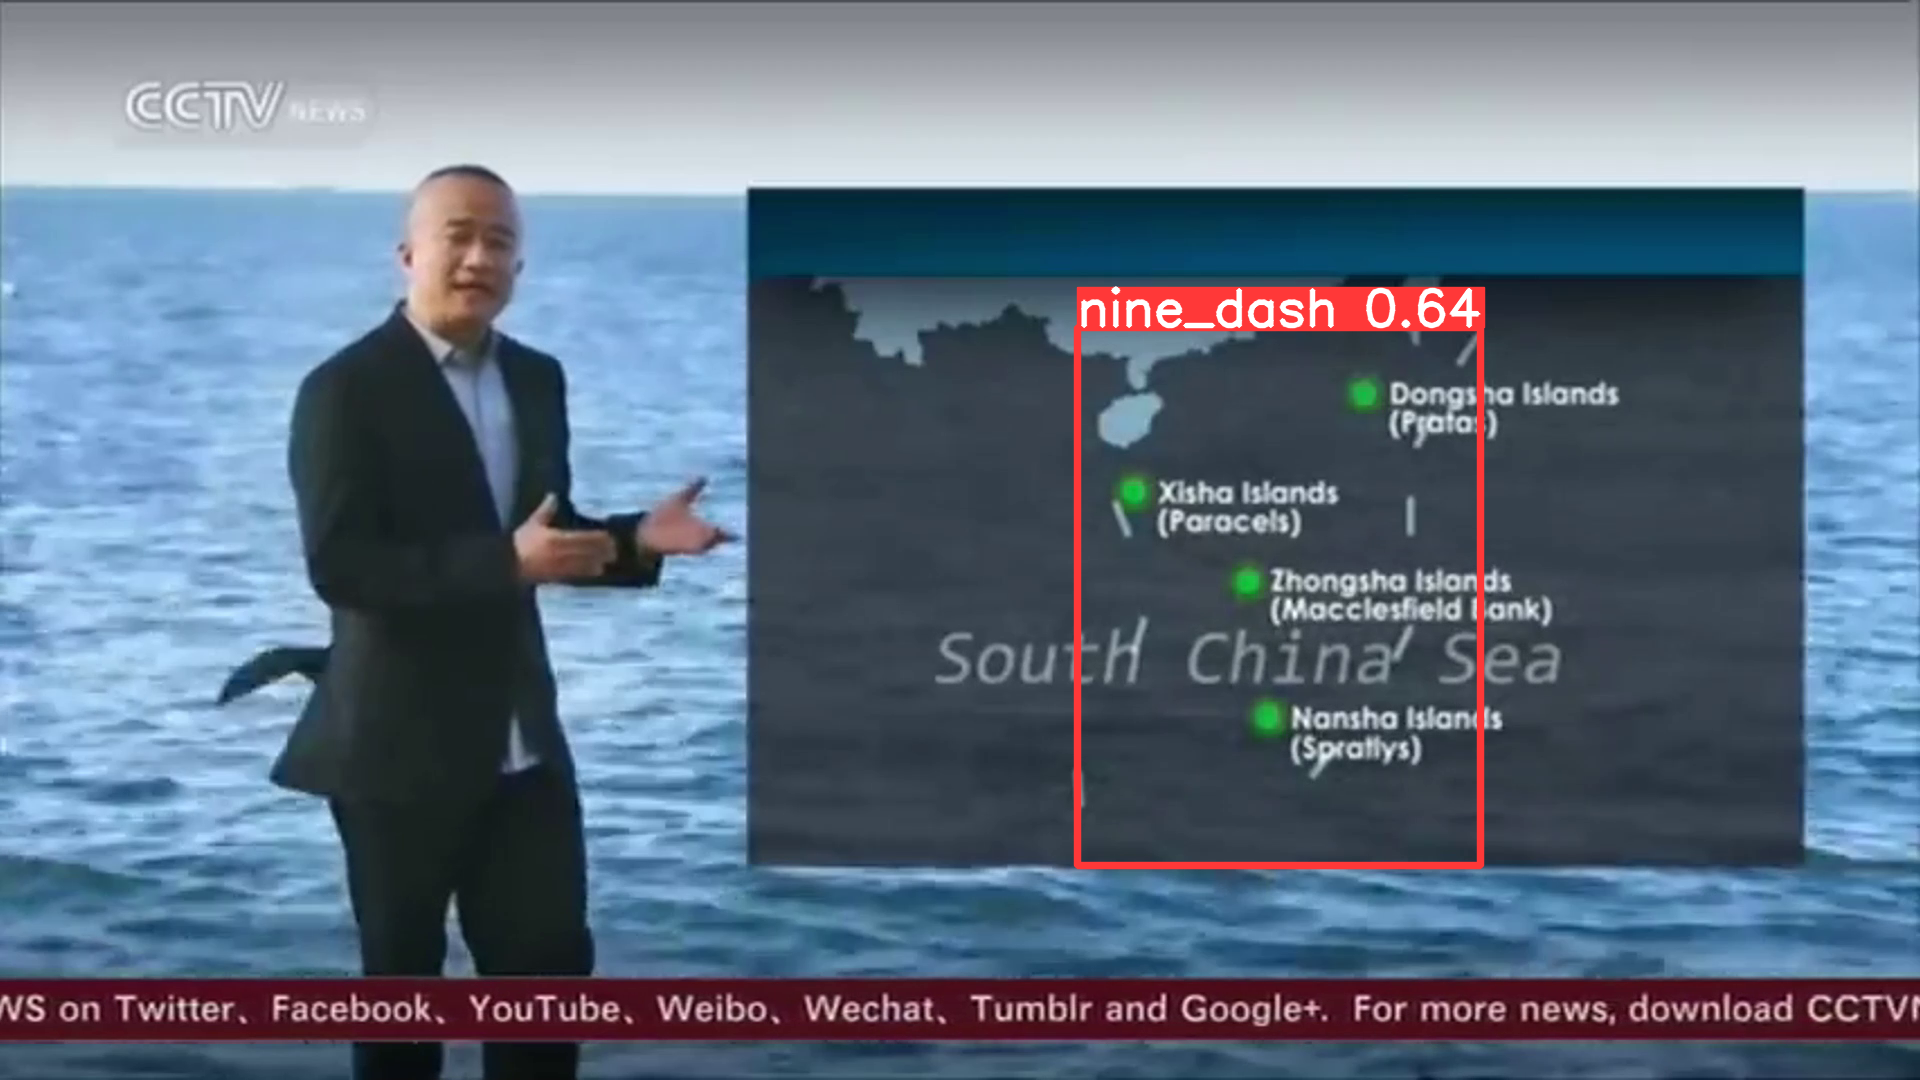 CCTV NEWS
nine_dash 0.64
Dongsha Islands
(Pratas)
Xisha Islands
(Paracels)
Zhongsha Islands
(Macclesfield Bank)
South China Sea
Nansha Islands
(Spratlys)
WS on Twitter、Facebook、YouTube、Weibo、Wechat、Tumblr and Google+. For more news, download CCTV